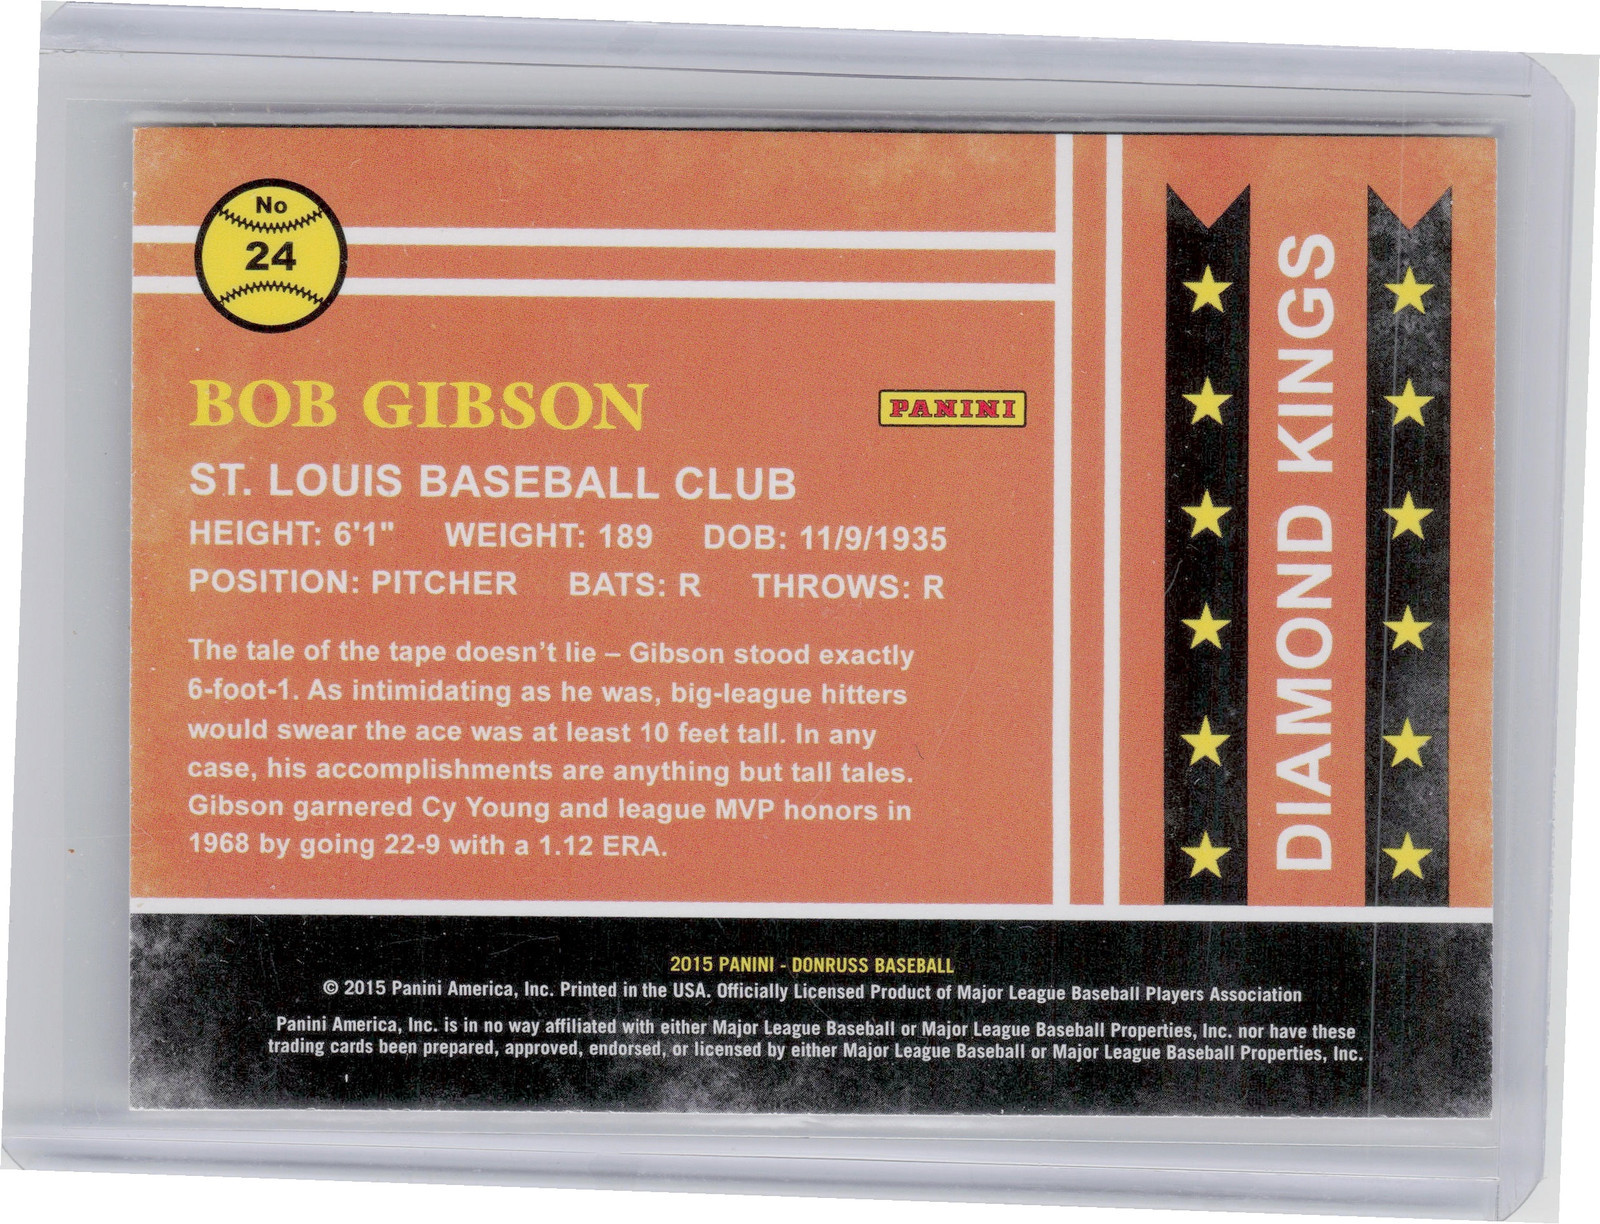 No
24
BOB GIBSON
PANINI
ST. LOUIS BASEBALL CLUB
HEIGHT: 6'1" WEIGHT: 189 DOB: 11/9/1935
POSITION: PITCHER BATS: R THROWS: R
The tale of the tape doesn't lie – Gibson stood exactly
6-foot-1. As intimidating as he was, big-league hitters
would swear the ace was at least 10 feet tall. In any
case, his accomplishments are anything but tall tales.
Gibson garnered Cy Young and league MVP honors in
1968 by going 22-9 with a 1.12 ERA.
DIAMOND KINGS
2015 PANINI - DONRUSS BASEBALL
© 2015 Panini America, Inc. Printed in the USA. Officially Licensed Product of Major League Baseball Players Association
Panini America, Inc. is in no way affiliated with either Major League Baseball or Major League Baseball Properties, Inc. nor have these
trading cards been prepared, approved, endorsed, or licensed by either Major League Baseball or Major League Baseball Properties, Inc.